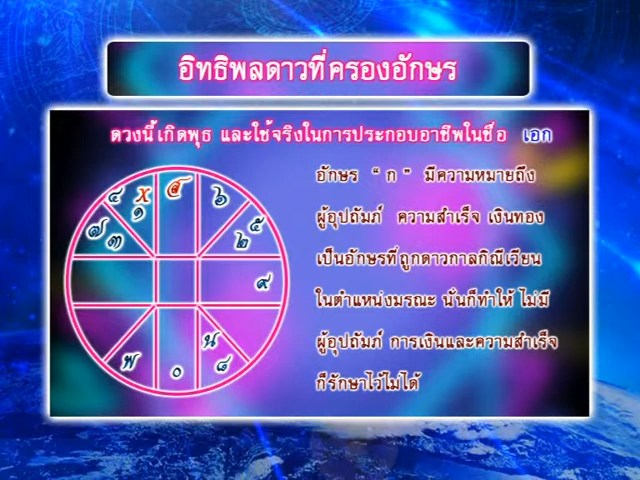 อิทธิพลดาวที่ครองอักษร
ดวงนี้เกิดพุธ และใช้จริงในการประกอบอาชีพในชื่อ เอก
อักษร “ ก ” มีความหมายถึง
ผู้อุปถัมภ์ ความสำเร็จ เงินทอง
เป็นอักษรที่ถูกดาวกาลกิณีเวียน
ในตำแหน่งมรณะ นั่นก็ทำให้ ไม่มี
ผู้อุปถัมภ์ การเงินและความสำเร็จ
ก็รักษาไว้ไม่ได้
๔ X ส ๖
๑ ๕
๗ ๓ ๒
๙
พ ๐ น ๘